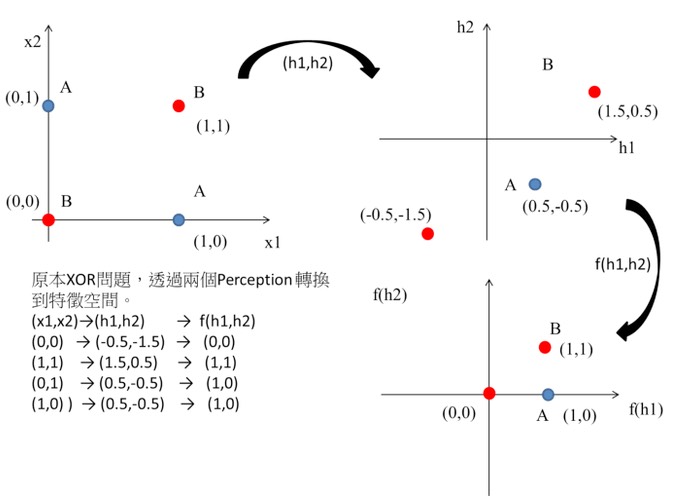 x2
A
(0,1)
B
(1,1)
(0,0)
B
A
(1,0)
x1
(h1,h2)
h2
B
(1.5,0.5)
h1
A
(0.5,-0.5)
(-0.5,-1.5)
f(h1,h2)
原本XOR問題，透過兩個Perception 轉換
到特徵空間。
(x1,x2)→(h1,h2) → f(h1,h2)
(0,0) → (-0.5,-1.5) → (0,0)
(1,1) → (1.5,0.5) → (1,1)
(0,1) → (0.5,-0.5) → (1,0)
(1,0) ) → (0.5,-0.5) → (1,0)
f(h2)
B
(1,1)
(0,0)
A (1,0)
f(h1)